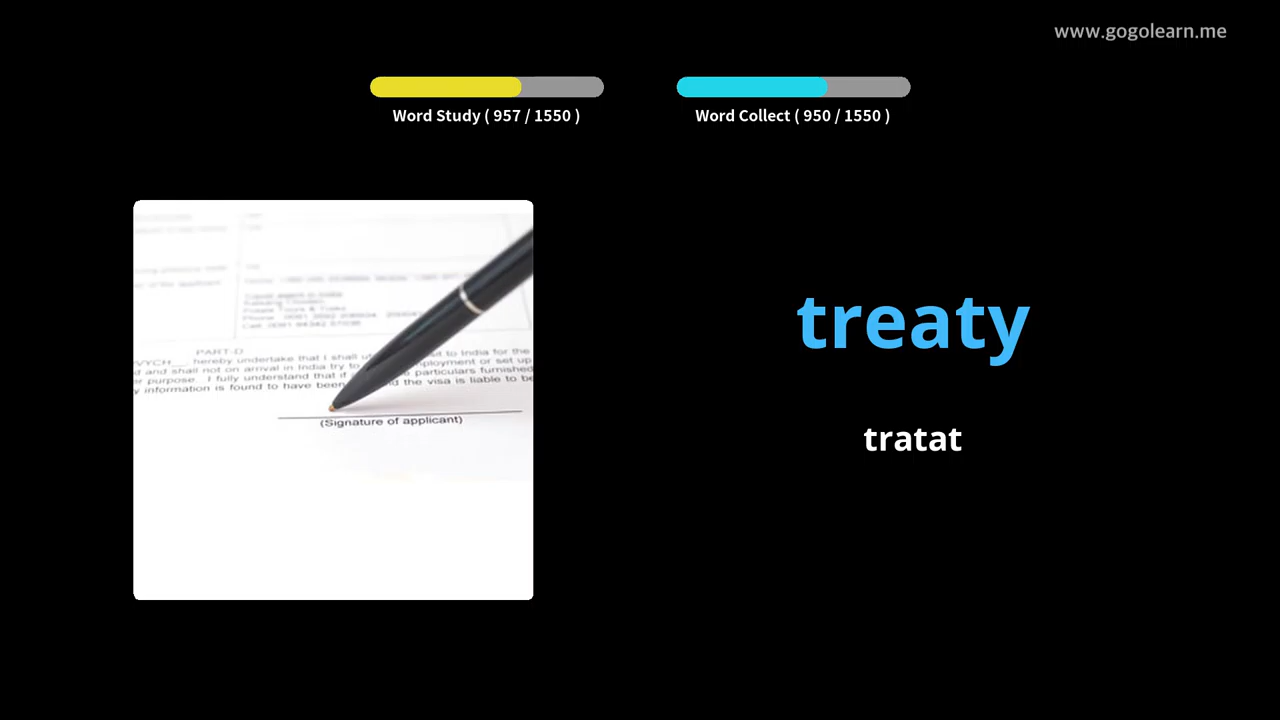 www.gogolearn.me
Word Study ( 957 / 1550 )
Word Collect ( 950 / 1550 )
treaty
tratat
PART-D
hereby undertake that I shall to India for the
and shall not on arrival in India try to employment or set up
purpose. I fully understand that if particulars furnished
information is found to have been the visa is liable to be
(Signature of applicant)